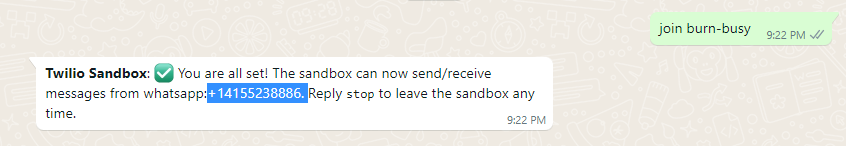 join burn-busy
9:22 PM
Twilio Sandbox: ✅ You are all set! The sandbox can now send/receive
messages from whatsapp:+14155238886. Reply stop to leave the sandbox any
time.
9:22 PM